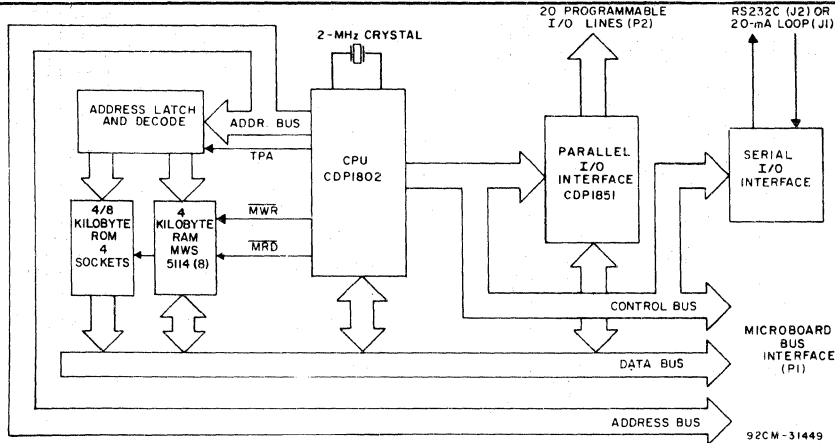 20 PROGRAMMABLE
I/O LINES (P2)
RS232C (J2) OR
20-mA LOOP (J1)
2-MHz CRYSTAL
ADDRESS LATCH
AND DECODE
ADDR. BUS
TPA
CPU
CDP1802
PARALLEL
I/O
INTERFACE
CDP1851
SERIAL
I/O
INTERFACE
4/8
KILOBYTE
ROM
4
SOCKETS
4
KILOBYTE
RAM
MWS
5114 (8)
MWR
MRD
CONTROL BUS
MICROBOARD
BUS
INTERFACE
(P1)
DATA BUS
ADDRESS BUS
92CM-31449